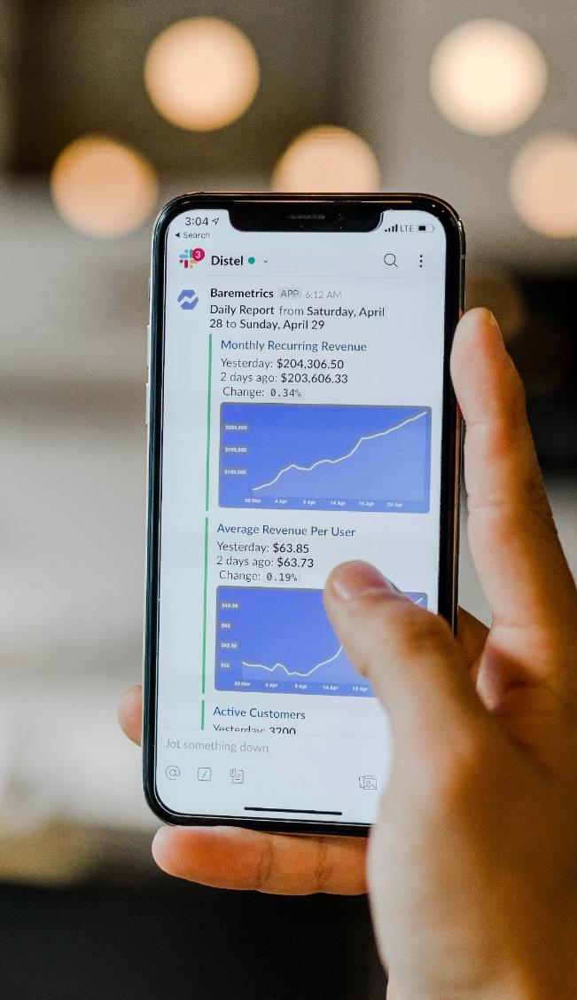 3:04
Search
LTE
3
Distel
Baremetrics APP 6:12 AM
Daily Report from Saturday, April
28 to Sunday, April 29
Monthly Recurring Revenue
Yesterday: $204,306.50
2 days ago: $203,606.33
Change: 0.34%
$200,000
$195,000
$190,000
30 Mar 4 Apr 9 Apr 14 Apr 19 Apr 24 Apr
Average Revenue Per User
Yesterday: $63.85
2 days ago: $63.73
Change: 0.19%
$63.50
$63
$62.50
$62
30 Mar 4 Apr 9 Apr 14 Apr 19 Apr
Active Customers
Yesterday: 3200
Jot something down